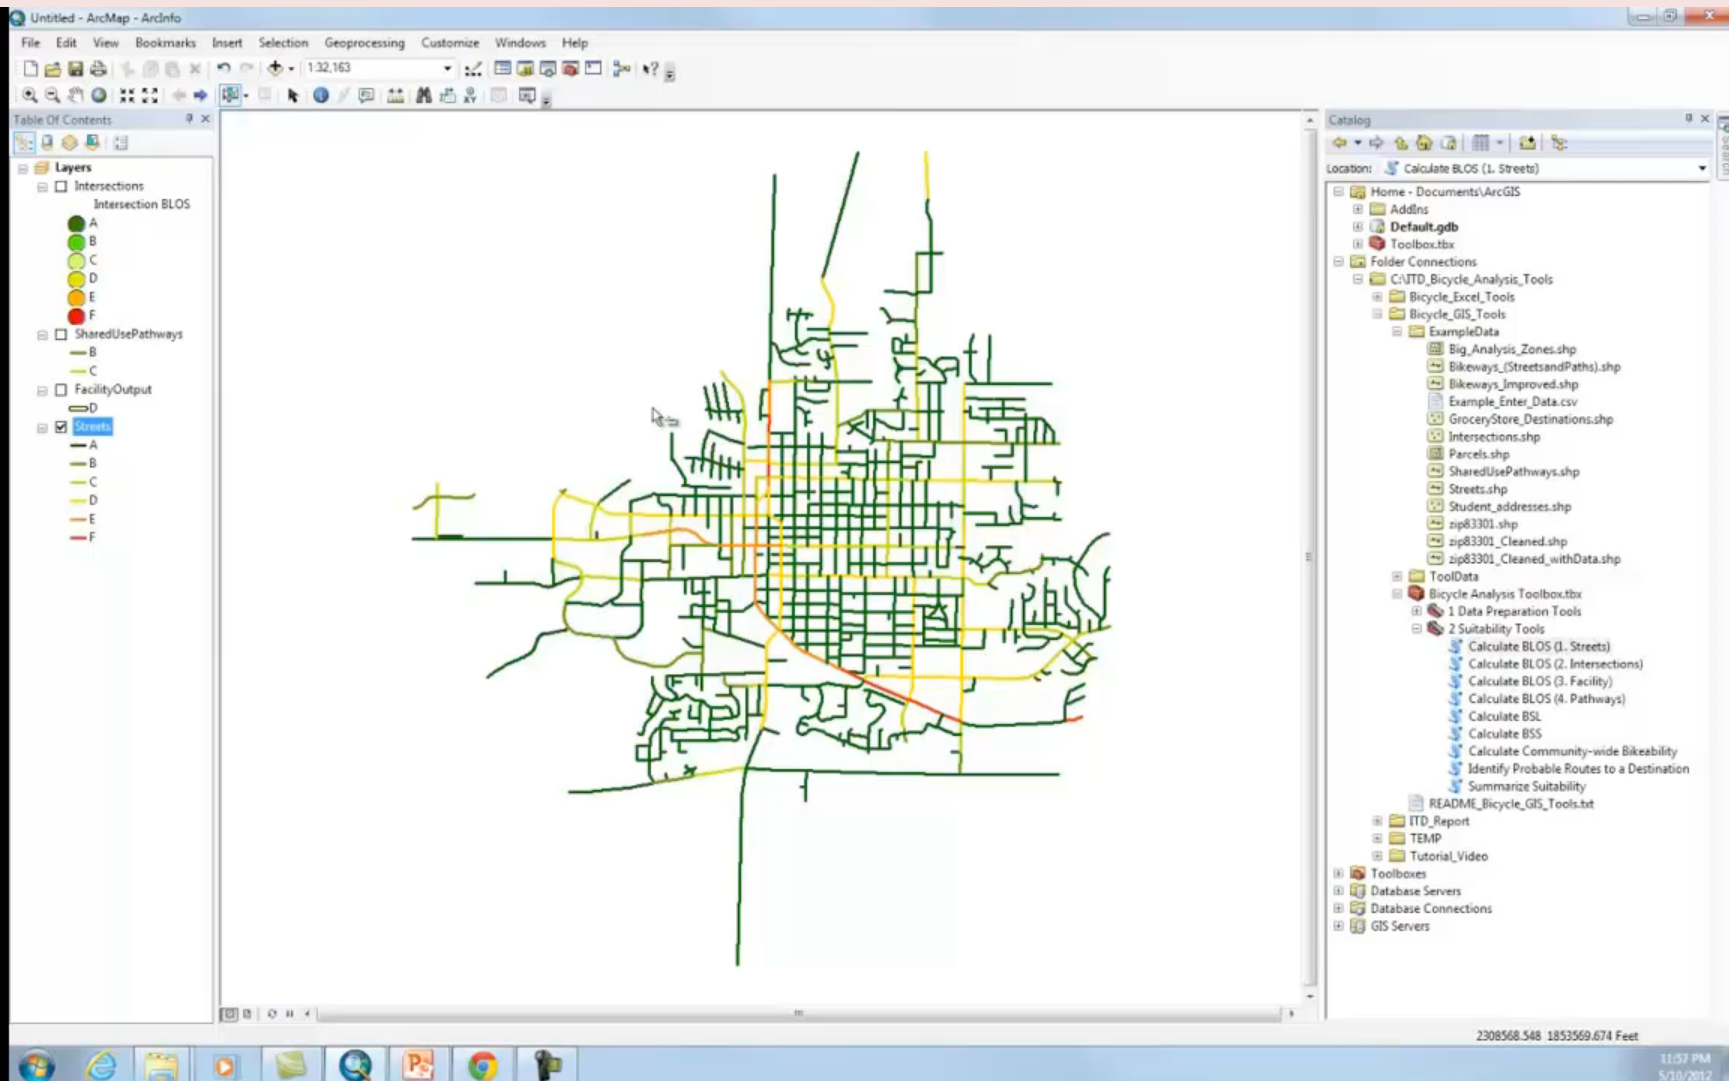 Untitled - ArcMap - ArcInfo
File Edit View Bookmarks Insert Selection Geoprocessing Customize Windows Help
1:32,163
Table Of Contents
Layers
Intersections
Intersection BLOS
A
B
C
D
E
F
SharedUsePathways
B
C
FacilityOutput
D
Streets
A
B
C
D
E
F
Catalog
Location: Calculate BLOS (1. Streets)
Home - Documents\ArcGIS
AddIns
Default.gdb
Toolbox.tbx
Folder Connections
C:\ITD_Bicycle_Analysis_Tools
Bicycle_Excel_Tools
Bicycle_GIS_Tools
ExampleData
Big_Analysis_Zones.shp
Bikeways_(StreetsandPaths).shp
Bikeways_Improved.shp
Example_Enter_Data.csv
GroceryStore_Destinations.shp
Intersections.shp
Parcels.shp
SharedUsePathways.shp
Streets.shp
Student_addresses.shp
zip83301.shp
zip83301_Cleaned.shp
zip83301_Cleaned_withData.shp
ToolData
Bicycle Analysis Toolbox.tbx
1 Data Preparation Tools
2 Suitability Tools
Calculate BLOS (1. Streets)
Calculate BLOS (2. Intersections)
Calculate BLOS (3. Facility)
Calculate BLOS (4. Pathways)
Calculate BSL
Calculate BSS
Calculate Community-wide Bikeability
Identify Probable Routes to a Destination
Summarize Suitability
README_Bicycle_GIS_Tools.txt
ITD_Report
TEMP
Tutorial_Video
Toolboxes
Database Servers
Database Connections
GIS Servers
2308568.548 1853569.674 Feet
11:57 PM
5/10/2012